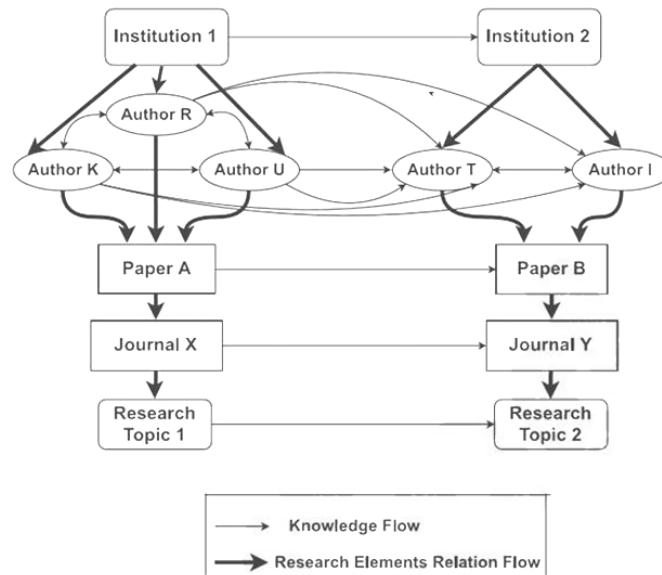 Institution 1
Institution 2
Author R
Author K
Author U
Author T
Author I
Paper A
Paper B
Journal X
Journal Y
Research
Topic 1
Research
Topic 2
Knowledge Flow
Research Elements Relation Flow